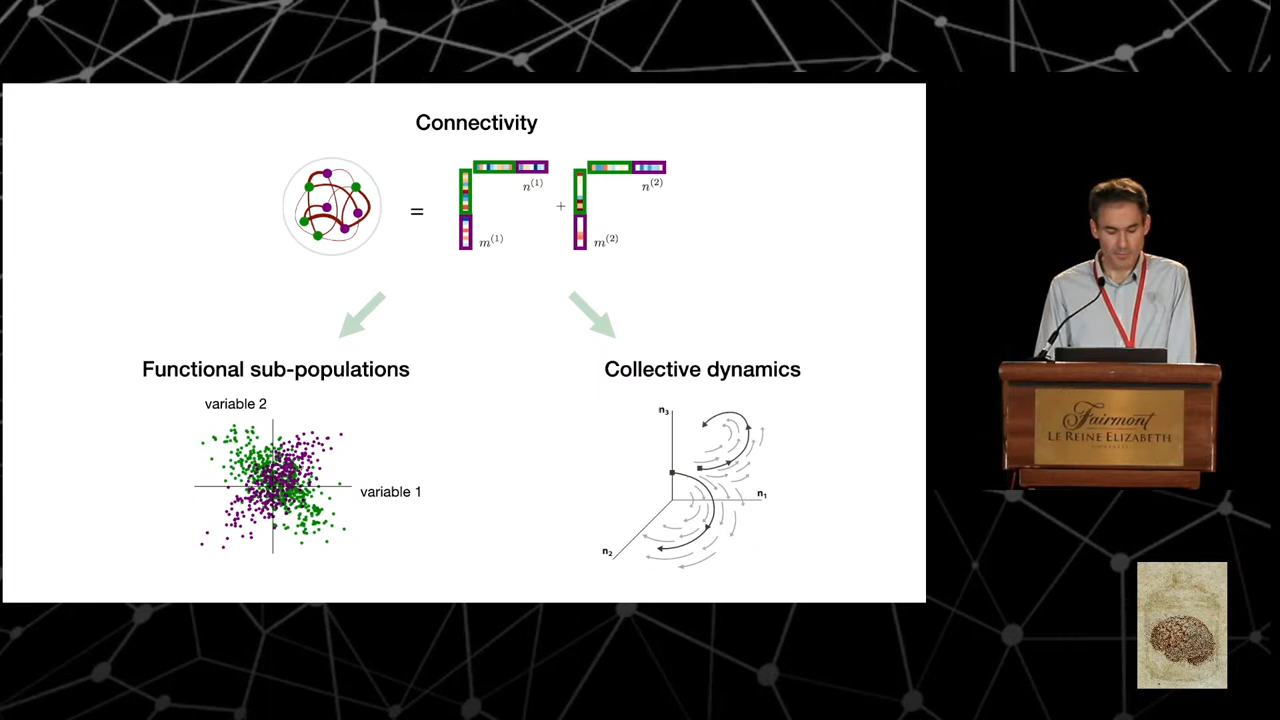 Connectivity
=
n(1)
+
n(2)
m(1)
m(2)
Functional sub-populations
Collective dynamics
variable 2
variable 1
n3
n1
n2
Fairmont
LE REINE ELIZABETH